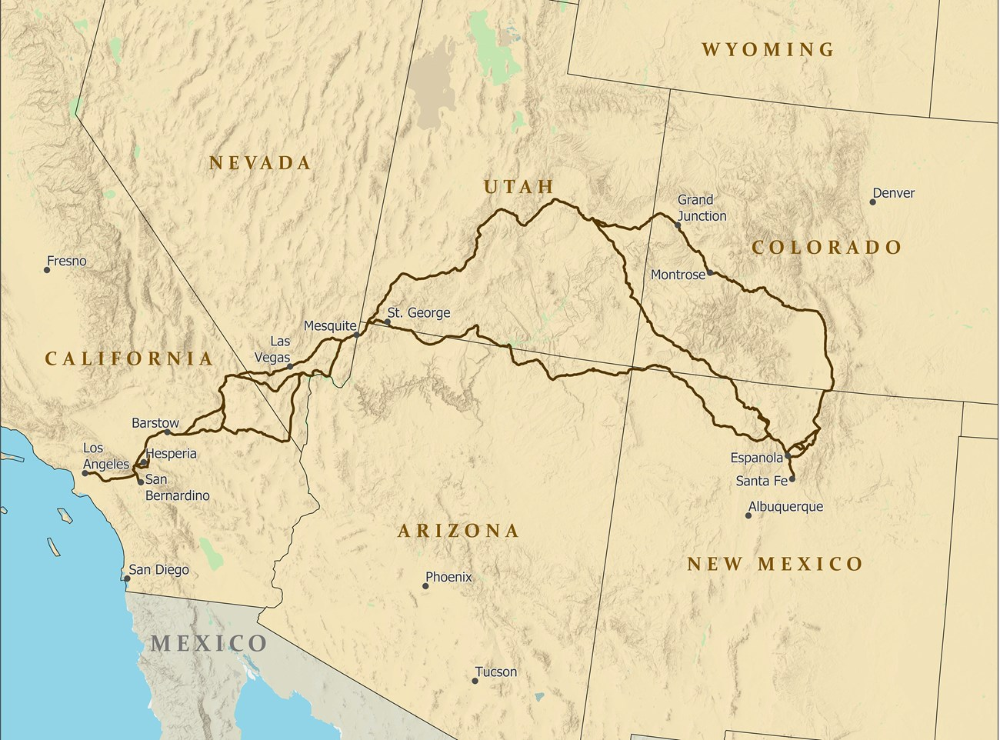 WYOMING
NEVADA
UTAH
Denver
Grand
Junction
COLORADO
Fresno
Montrose
St. George
Mesquite
Las
Vegas
CALIFORNIA
Barstow
Los
Angeles
Hesperia
San
Bernardino
Espanola
Santa Fe
Albuquerque
ARIZONA
NEW MEXICO
San Diego
Phoenix
MEXICO
Tucson